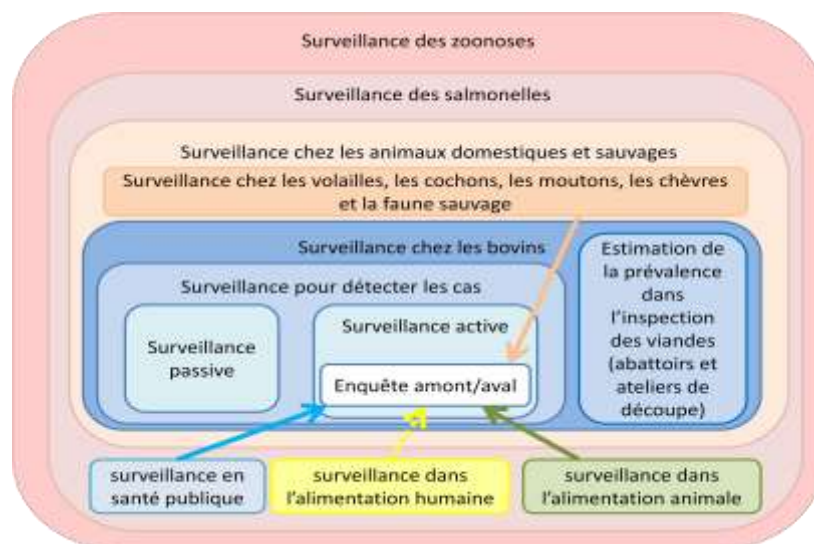 Surveillance des zoonoses
Surveillance des salmonelles
Surveillance chez les animaux domestiques et sauvages
Surveillance chez les volailles, les cochons, les moutons, les chèvres
et la faune sauvage
Surveillance chez les bovins
Surveillance pour détecter les cas
Surveillance
passive
Surveillance active
Enquête amont/aval
Estimation de
la prévalence
dans
l'inspection
des viandes
(abattoirs et
ateliers de
découpe)
surveillance en
santé publique
surveillance dans
l'alimentation humaine
surveillance dans
l'alimentation animale